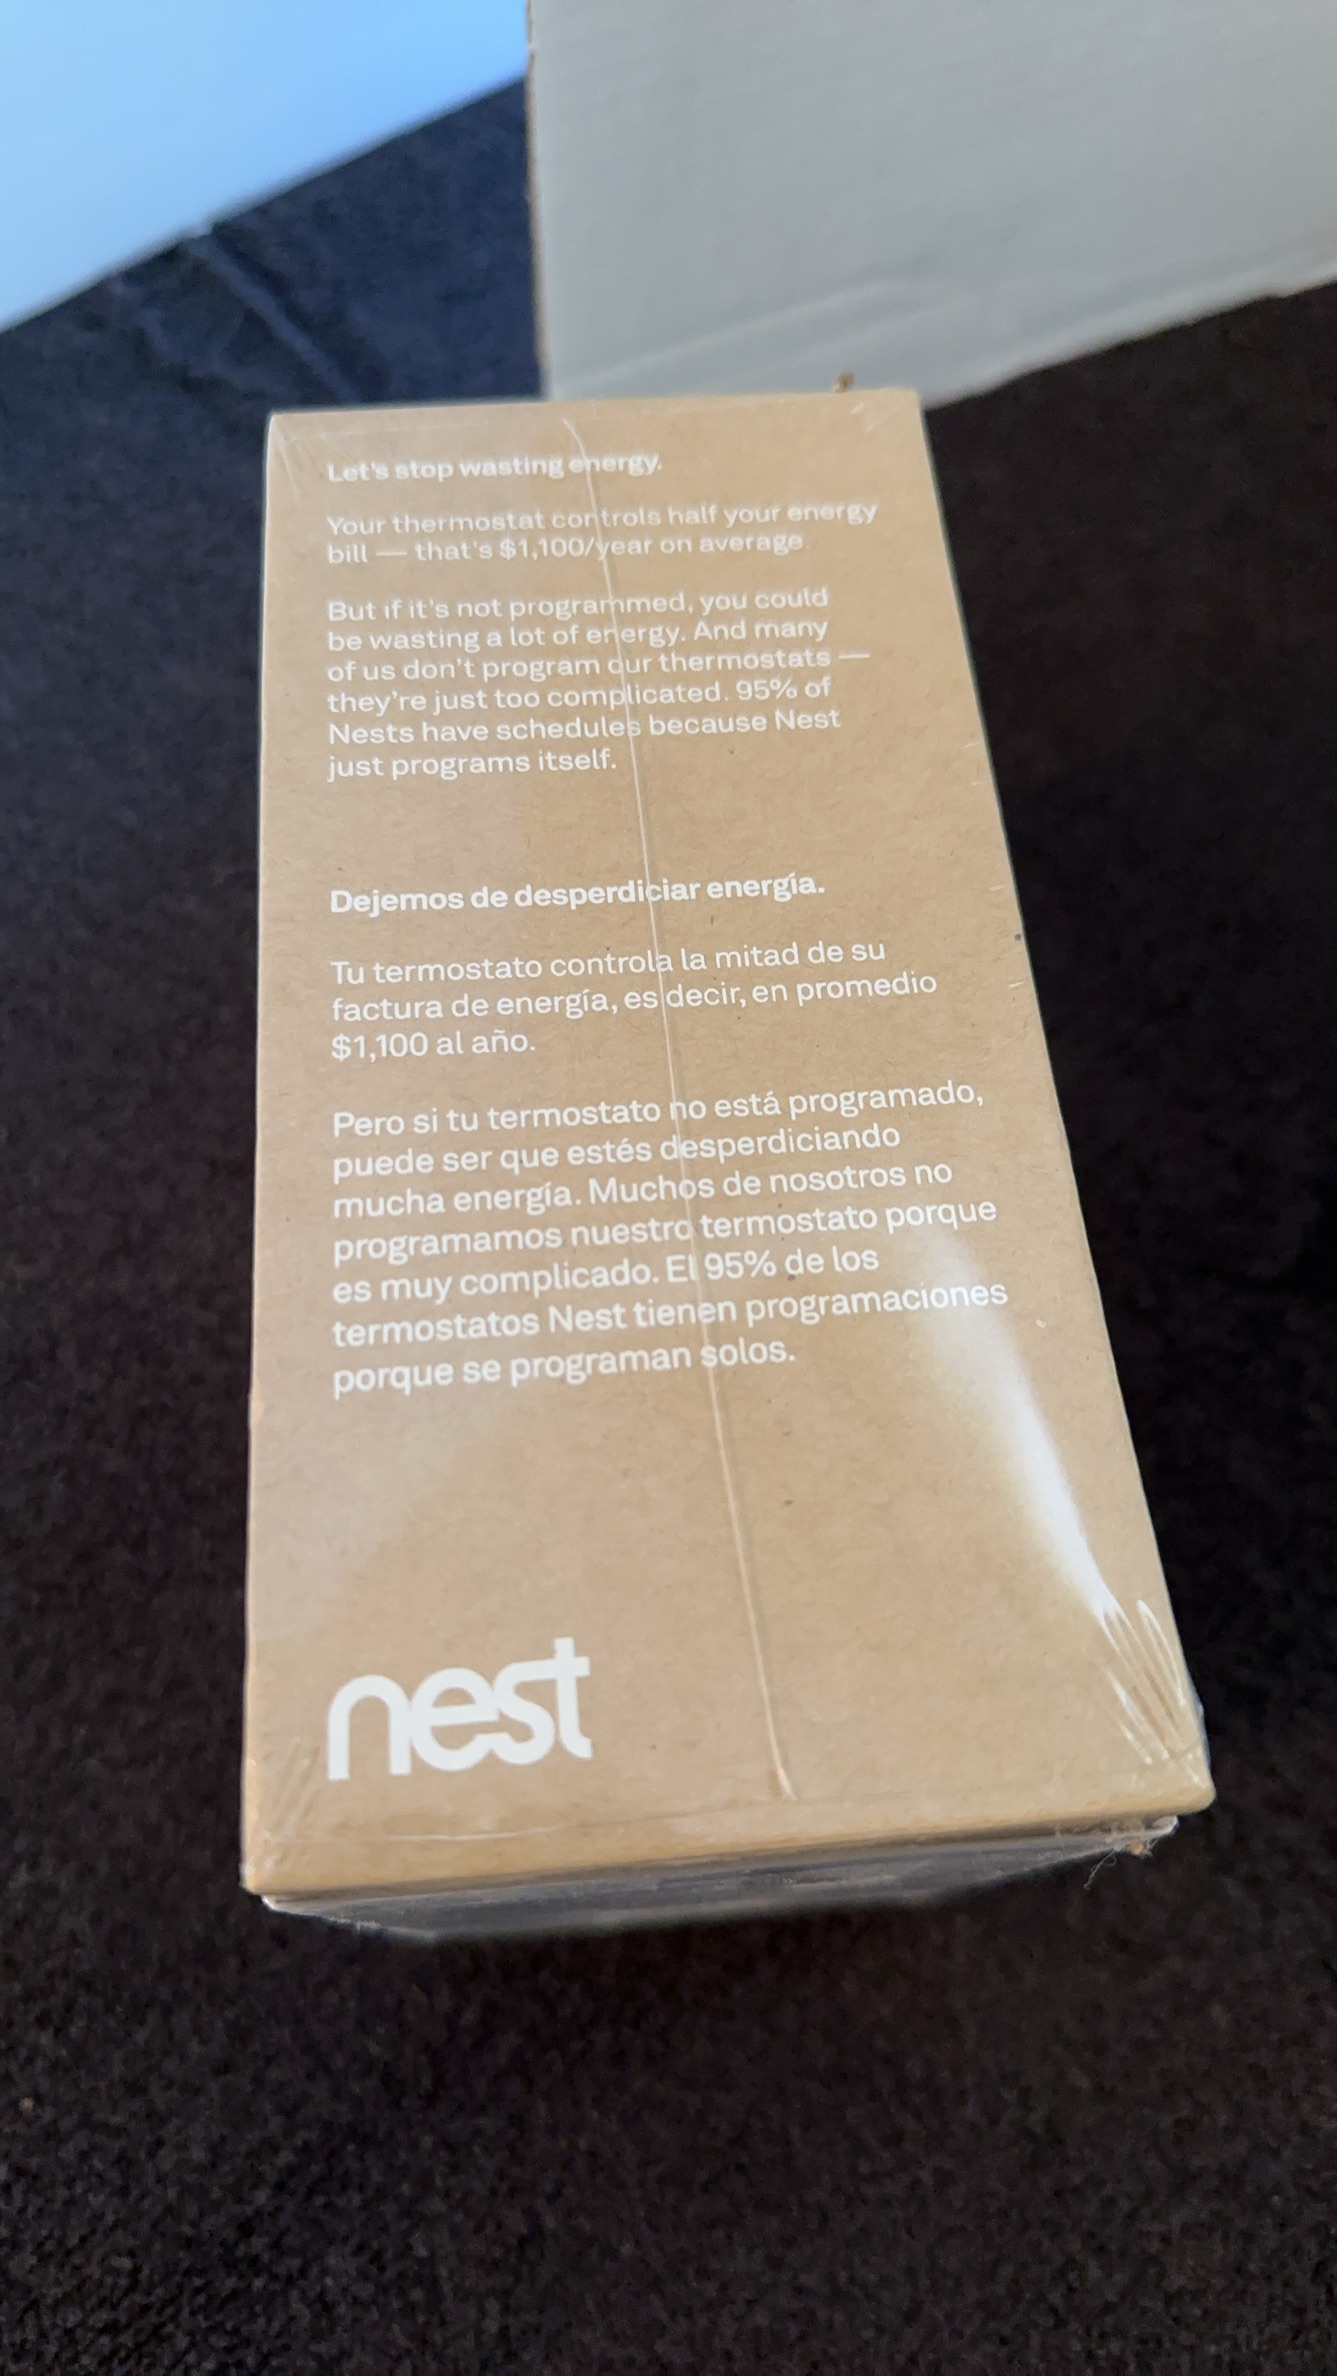 Let's stop wasting energy.
Your thermostat controls half your energy
bill — that's $1,100/year on average.
But if it's not programmed, you could
be wasting a lot of energy. And many
of us don't program our thermostats —
they're just too complicated. 95% of
Nests have schedules because Nest
just programs itself.
Dejemos de desperdiciar energía.
Tu termostato controla la mitad de su
factura de energía, es decir, en promedio
$1,100 al año.
Pero si tu termostato no está programado,
puede ser que estés desperdiciando
mucha energía. Muchos de nosotros no
programamos nuestro termostato porque
es muy complicado. El 95% de los
termostatos Nest tienen programaciones
porque se programan solos.
nest